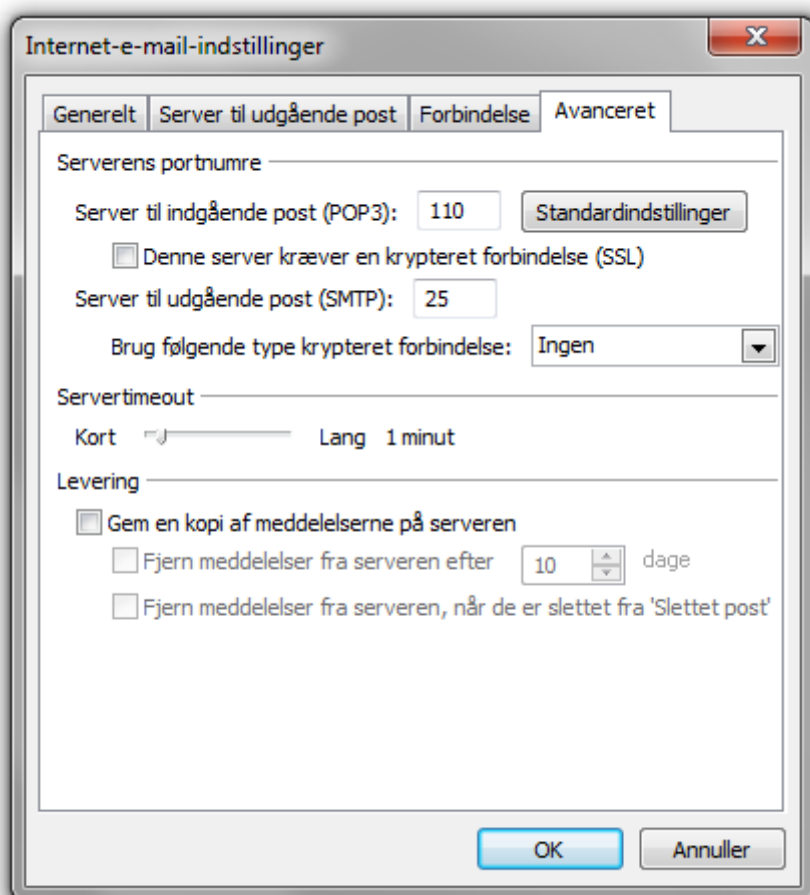 Internet-e-mail-indstillinger
Generelt Server til udgående post Forbindelse Avanceret
Serverens portnumre
Server til indgående post (POP3): 110 Standardindstillinger
Denne server kræver en krypteret forbindelse (SSL)
Server til udgående post (SMTP): 25
Brug følgende type krypteret forbindelse: Ingen
Servertimeout
Kort Lang 1 minut
Levering
Gem en kopi af meddelelserne på serveren
Fjern meddelelser fra serveren efter 10 dage
Fjern meddelelser fra serveren, når de er slettet fra 'Slettet post'
OK Annuller